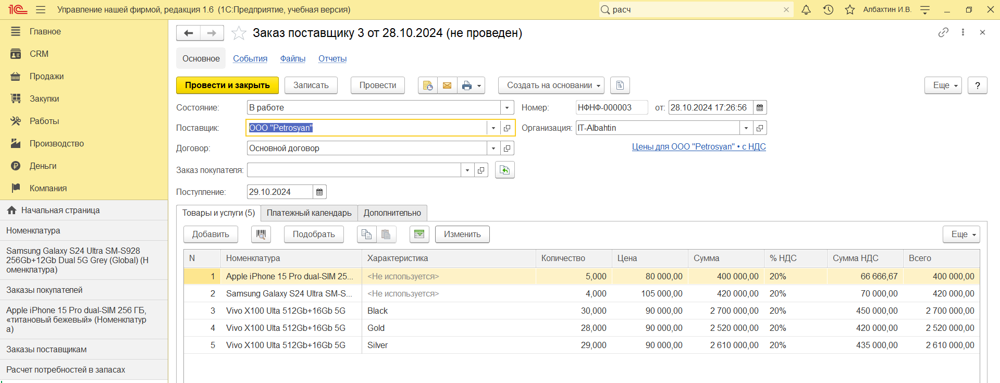 1С Управление нашей фирмой, редакция 1.6 (1С:Предприятие, учебная версия) расч Албахтин И.В.
Главное
CRM
Продажи
Закупки
Работы
Производство
Деньги
Компания
Начальная страница
Номенклатура
Samsung Galaxy S24 Ultra SM-S928
256Gb+12Gb Dual 5G Grey (Global) (Н
оменклатура)
Заказы покупателей
Apple iPhone 15 Pro dual-SIM 256 ГБ,
«титановый бежевый» (Номенклатур
а)
Заказы поставщикам
Расчет потребностей в запасах
Заказ поставщику 3 от 28.10.2024 (не проведен)
Основное События Файлы Отчеты
Провести и закрыть Записать Провести Создать на основании Еще ?
Состояние: В работе Номер: НФНФ-000003 от: 28.10.2024 17:26:56
Поставщик: ООО "Petrosyan" Организация: IT-Albahtin
Договор: Основной договор Цены для ООО "Petrosyan" • с НДС
Заказ покупателя:
Поступление: 29.10.2024
Товары и услуги (5) Платежный календарь Дополнительно
Добавить Подобрать Изменить Еще
N Номенклатура Характеристика Количество Цена Сумма % НДС Сумма НДС Всего
1 Apple iPhone 15 Pro dual-SIM 25... <Не используется> 5,000 80 000,00 400 000,00 20% 66 666,67 400 000,00
2 Samsung Galaxy S24 Ultra SM-S... <Не используется> 4,000 105 000,00 420 000,00 20% 70 000,00 420 000,00
3 Vivo X100 Ulta 512Gb+16Gb 5G Black 30,000 90 000,00 2 700 000,00 20% 450 000,00 2 700 000,00
4 Vivo X100 Ulta 512Gb+16Gb 5G Gold 28,000 90 000,00 2 520 000,00 20% 420 000,00 2 520 000,00
5 Vivo X100 Ulta 512Gb+16Gb 5G Silver 29,000 90 000,00 2 610 000,00 20% 435 000,00 2 610 000,00